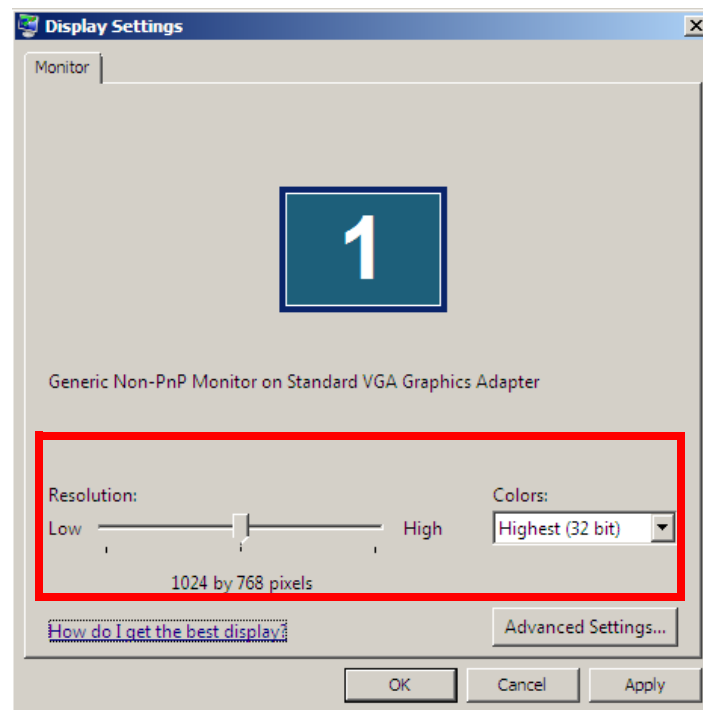 Display Settings
Monitor
1
Generic Non-PnP Monitor on Standard VGA Graphics Adapter
Resolution:
Colors:
Low
High
Highest (32 bit)
1024 by 768 pixels
How do I get the best display?
Advanced Settings...
OK
Cancel
Apply